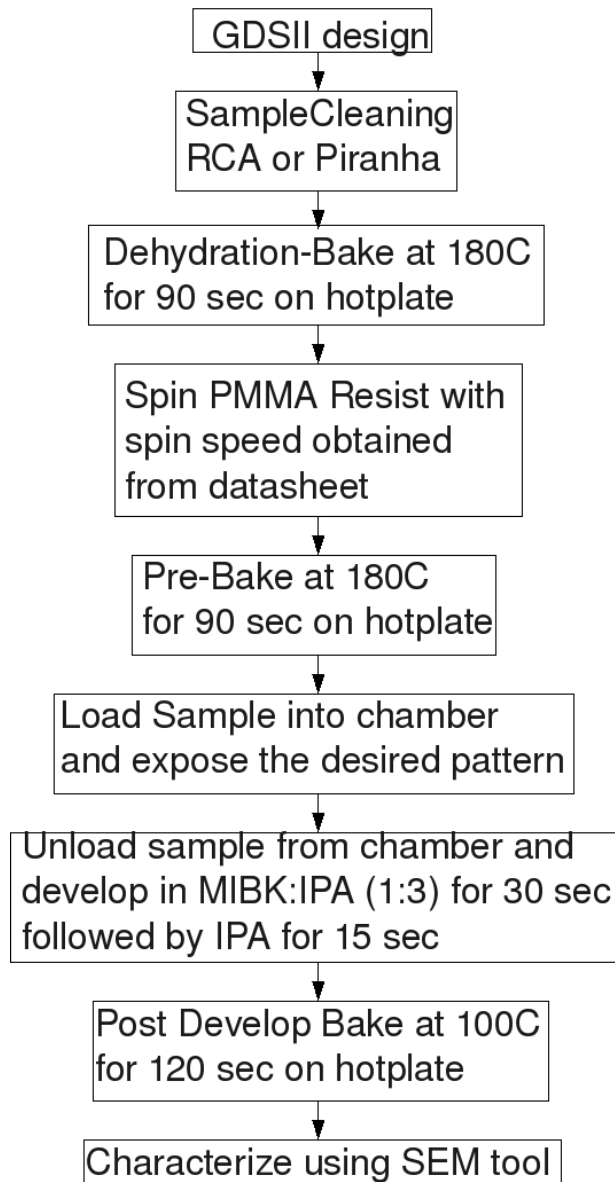 GDSII design
SampleCleaning
RCA or Piranha
Dehydration-Bake at 180C
for 90 sec on hotplate
Spin PMMA Resist with
spin speed obtained
from datasheet
Pre-Bake at 180C
for 90 sec on hotplate
Load Sample into chamber
and expose the desired pattern
Unload sample from chamber and
develop in MIBK:IPA (1:3) for 30 sec
followed by IPA for 15 sec
Post Develop Bake at 100C
for 120 sec on hotplate
Characterize using SEM tool